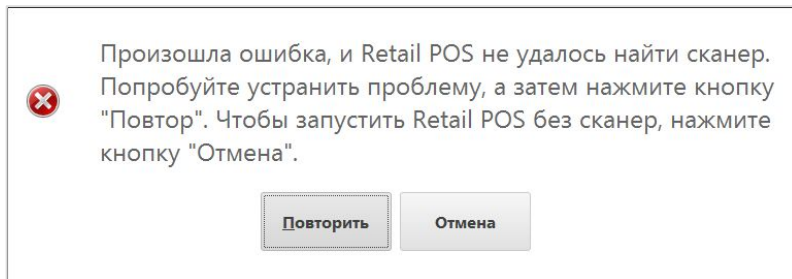 Произошла ошибка, и Retail POS не удалось найти сканер.
Попробуйте устранить проблему, а затем нажмите кнопку
"Повтор". Чтобы запустить Retail POS без сканер, нажмите
кнопку "Отмена".
Повторить
Отмена